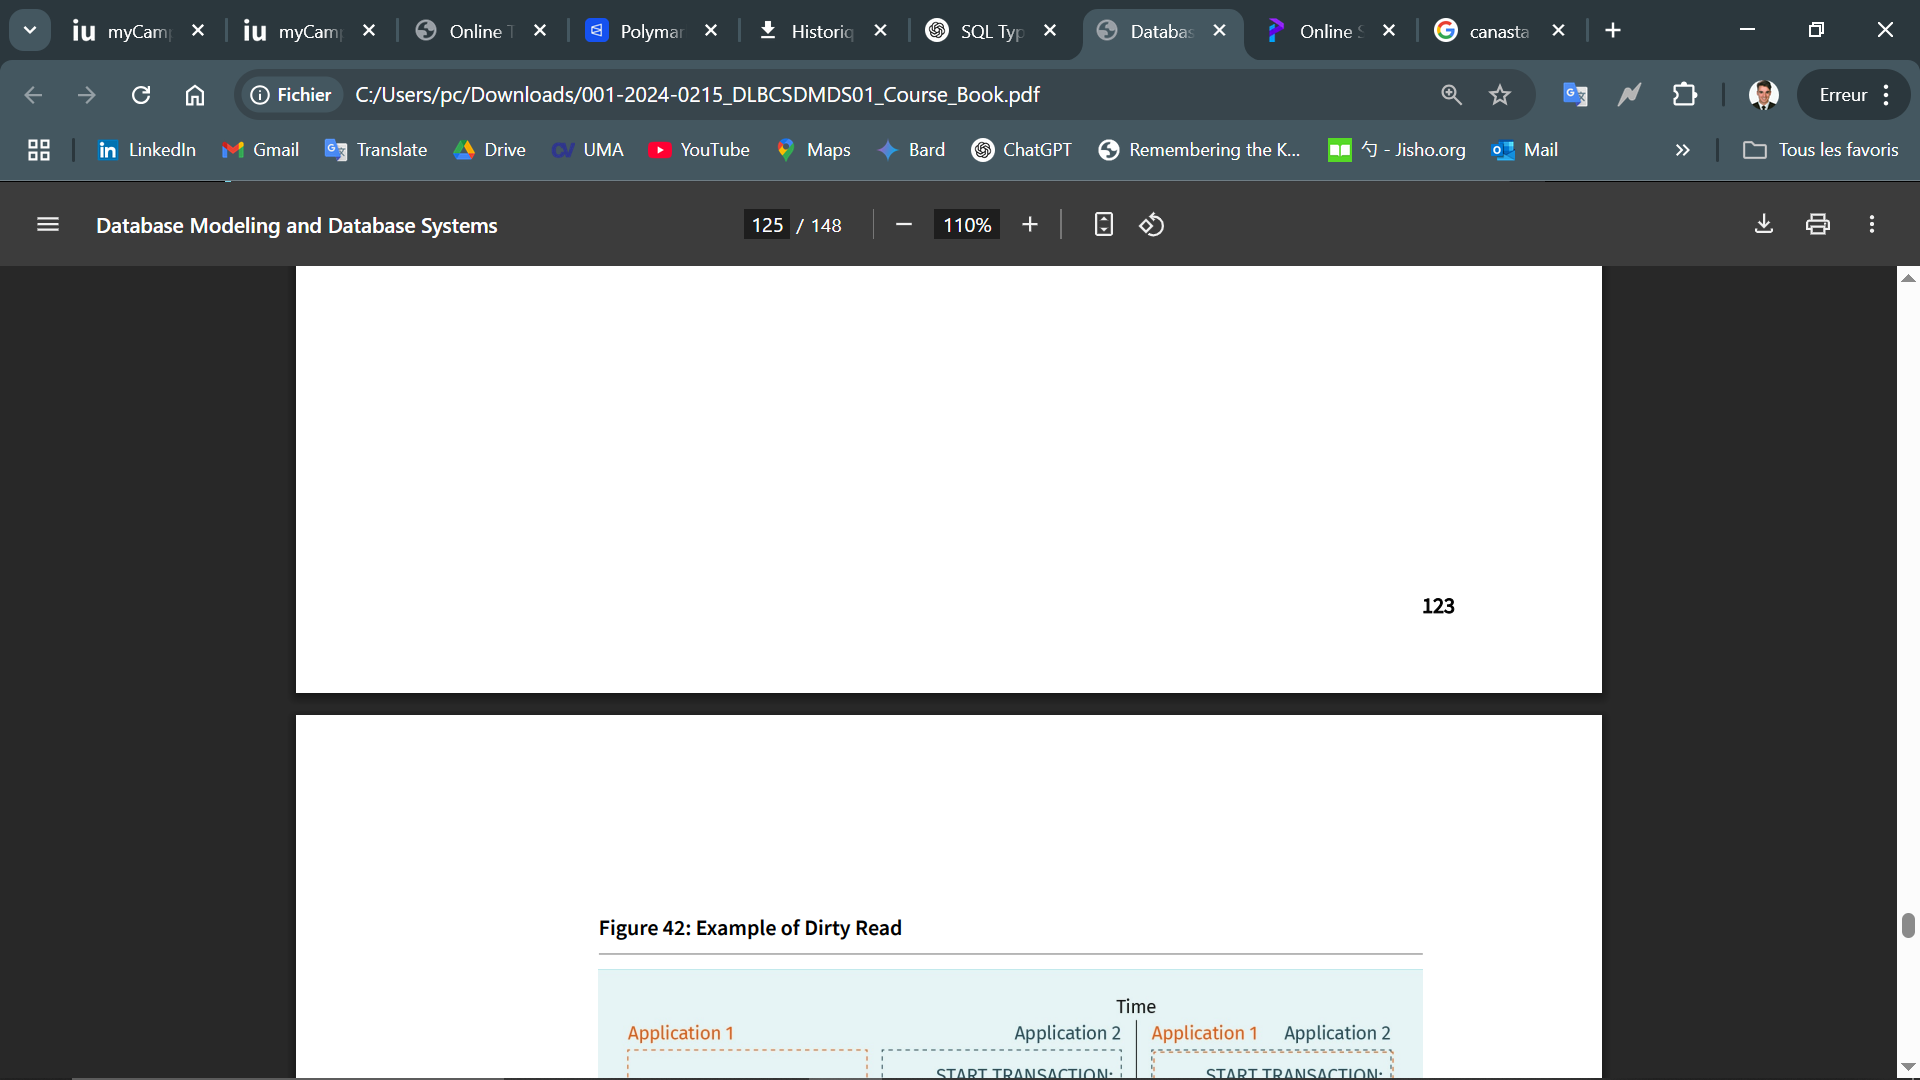 iu myCam iu myCam Online T Polymar Historiq SQL Typ Databas Online S canasta
Fichier C:/Users/pc/Downloads/001-2024-0215_DLBCSDMDS01_Course_Book.pdf Erreur
LinkedIn Gmail Translate Drive UMA YouTube Maps Bard ChatGPT Remembering the K... 勹 - Jisho.org Mail » Tous les favoris
Database Modeling and Database Systems 125 / 148 110%
123
Figure 42: Example of Dirty Read
Time
Application 1 Application 2 Application 1 Application 2
START TRANSACTION; START TRANSACTION;